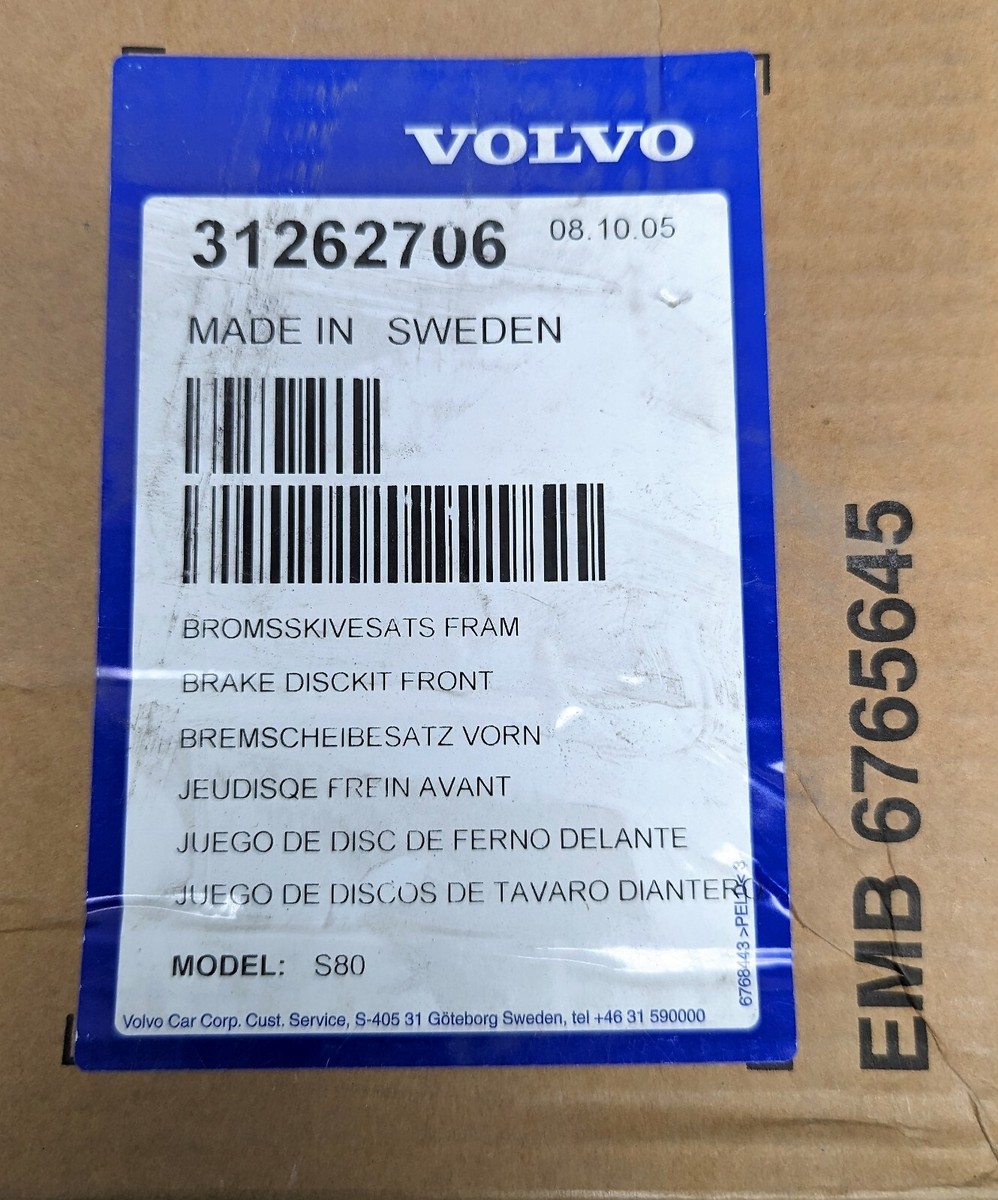 VOLVO
31262706 08.10.05
MADE IN SWEDEN
BROMSSKIVESATS FRAM
BRAKE DISCKIT FRONT
BREMSCHEIBESATZ VORN
JEUDISQE FREIN AVANT
JUEGO DE DISC DE FERNO DELANTE
JUEGO DE DISCOS DE TAVARO DIANTERO
MODEL: S80
Volvo Car Corp. Cust. Service, S-405 31 Göteborg Sweden, tel +46 31 590000
6768443 >PELD< 3
EMB 6765645